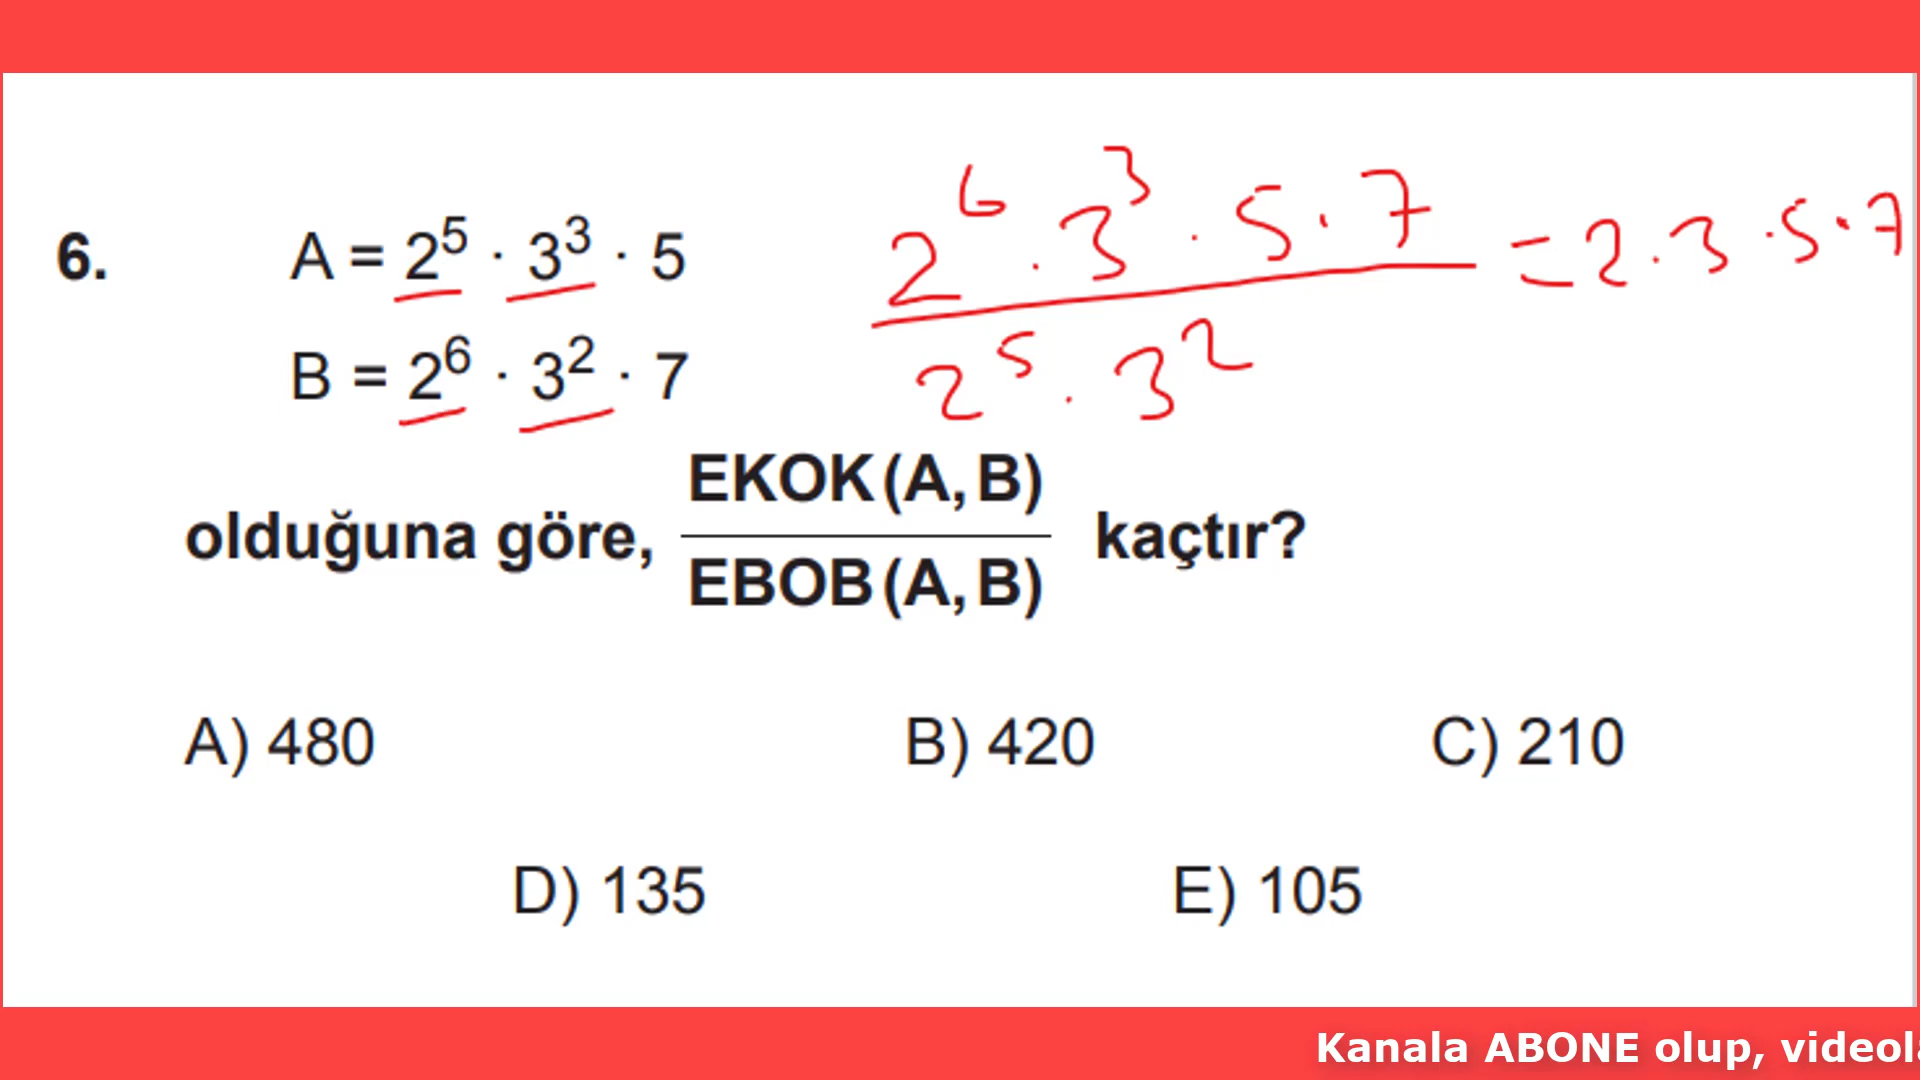 6. A = 2⁵ · 3³ · 5
B = 2⁶ · 3² · 7
2⁶ · 3³ · 5 · 7 = 2 · 3 · 5 · 7
2⁵ · 3²
olduğuna göre, EKOK(A, B) / EBOB(A, B) kaçtır?
A) 480 B) 420 C) 210
D) 135 E) 105
Kanala ABONE olup, videol